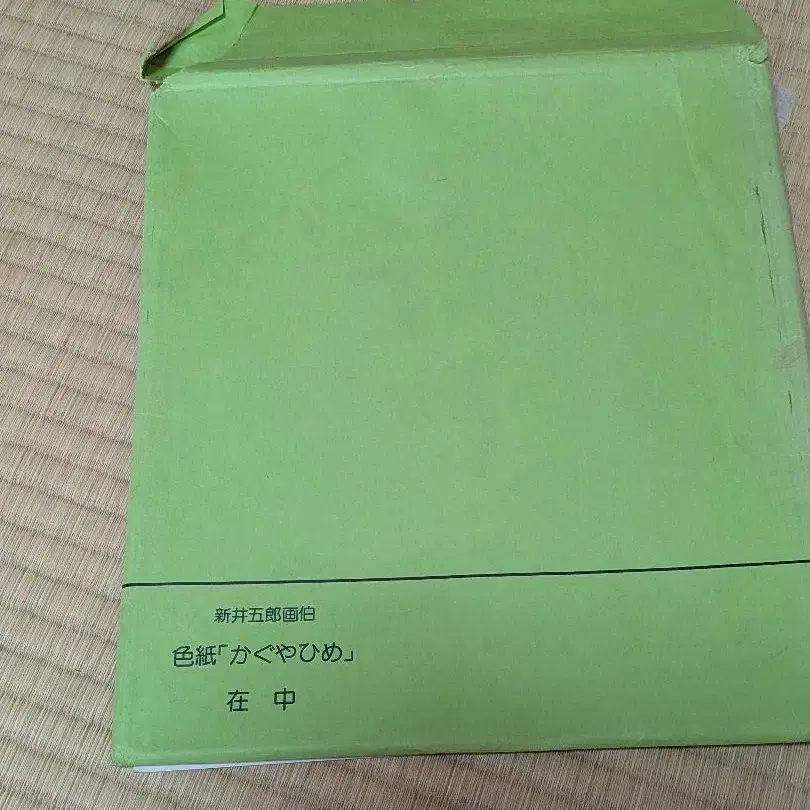 新井五郎画伯
色紙「かぐやひめ」
在 中